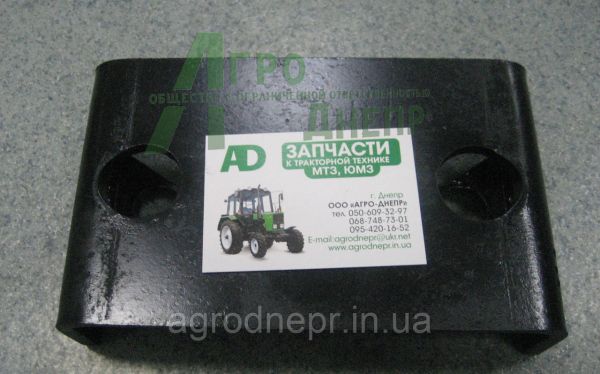 АГРО
ОБЩЕСТВО С ОГРАНИЧЕННОЙ ОТВЕТСТВЕННОСТЬЮ
ДНЕПР
AD
ЗАПЧАСТИ
К ТРАКТОРНОЙ ТЕХНИКЕ
МТЗ, ЮМЗ
г. Днепр
ООО «АГРО-ДНЕПР»
тел. 050-609-32-97
068-748-73-01
095-420-16-52
E-mail:agrodnepr@ukr.net
www.agrodnepr.in.ua
agrodnepr.in.ua